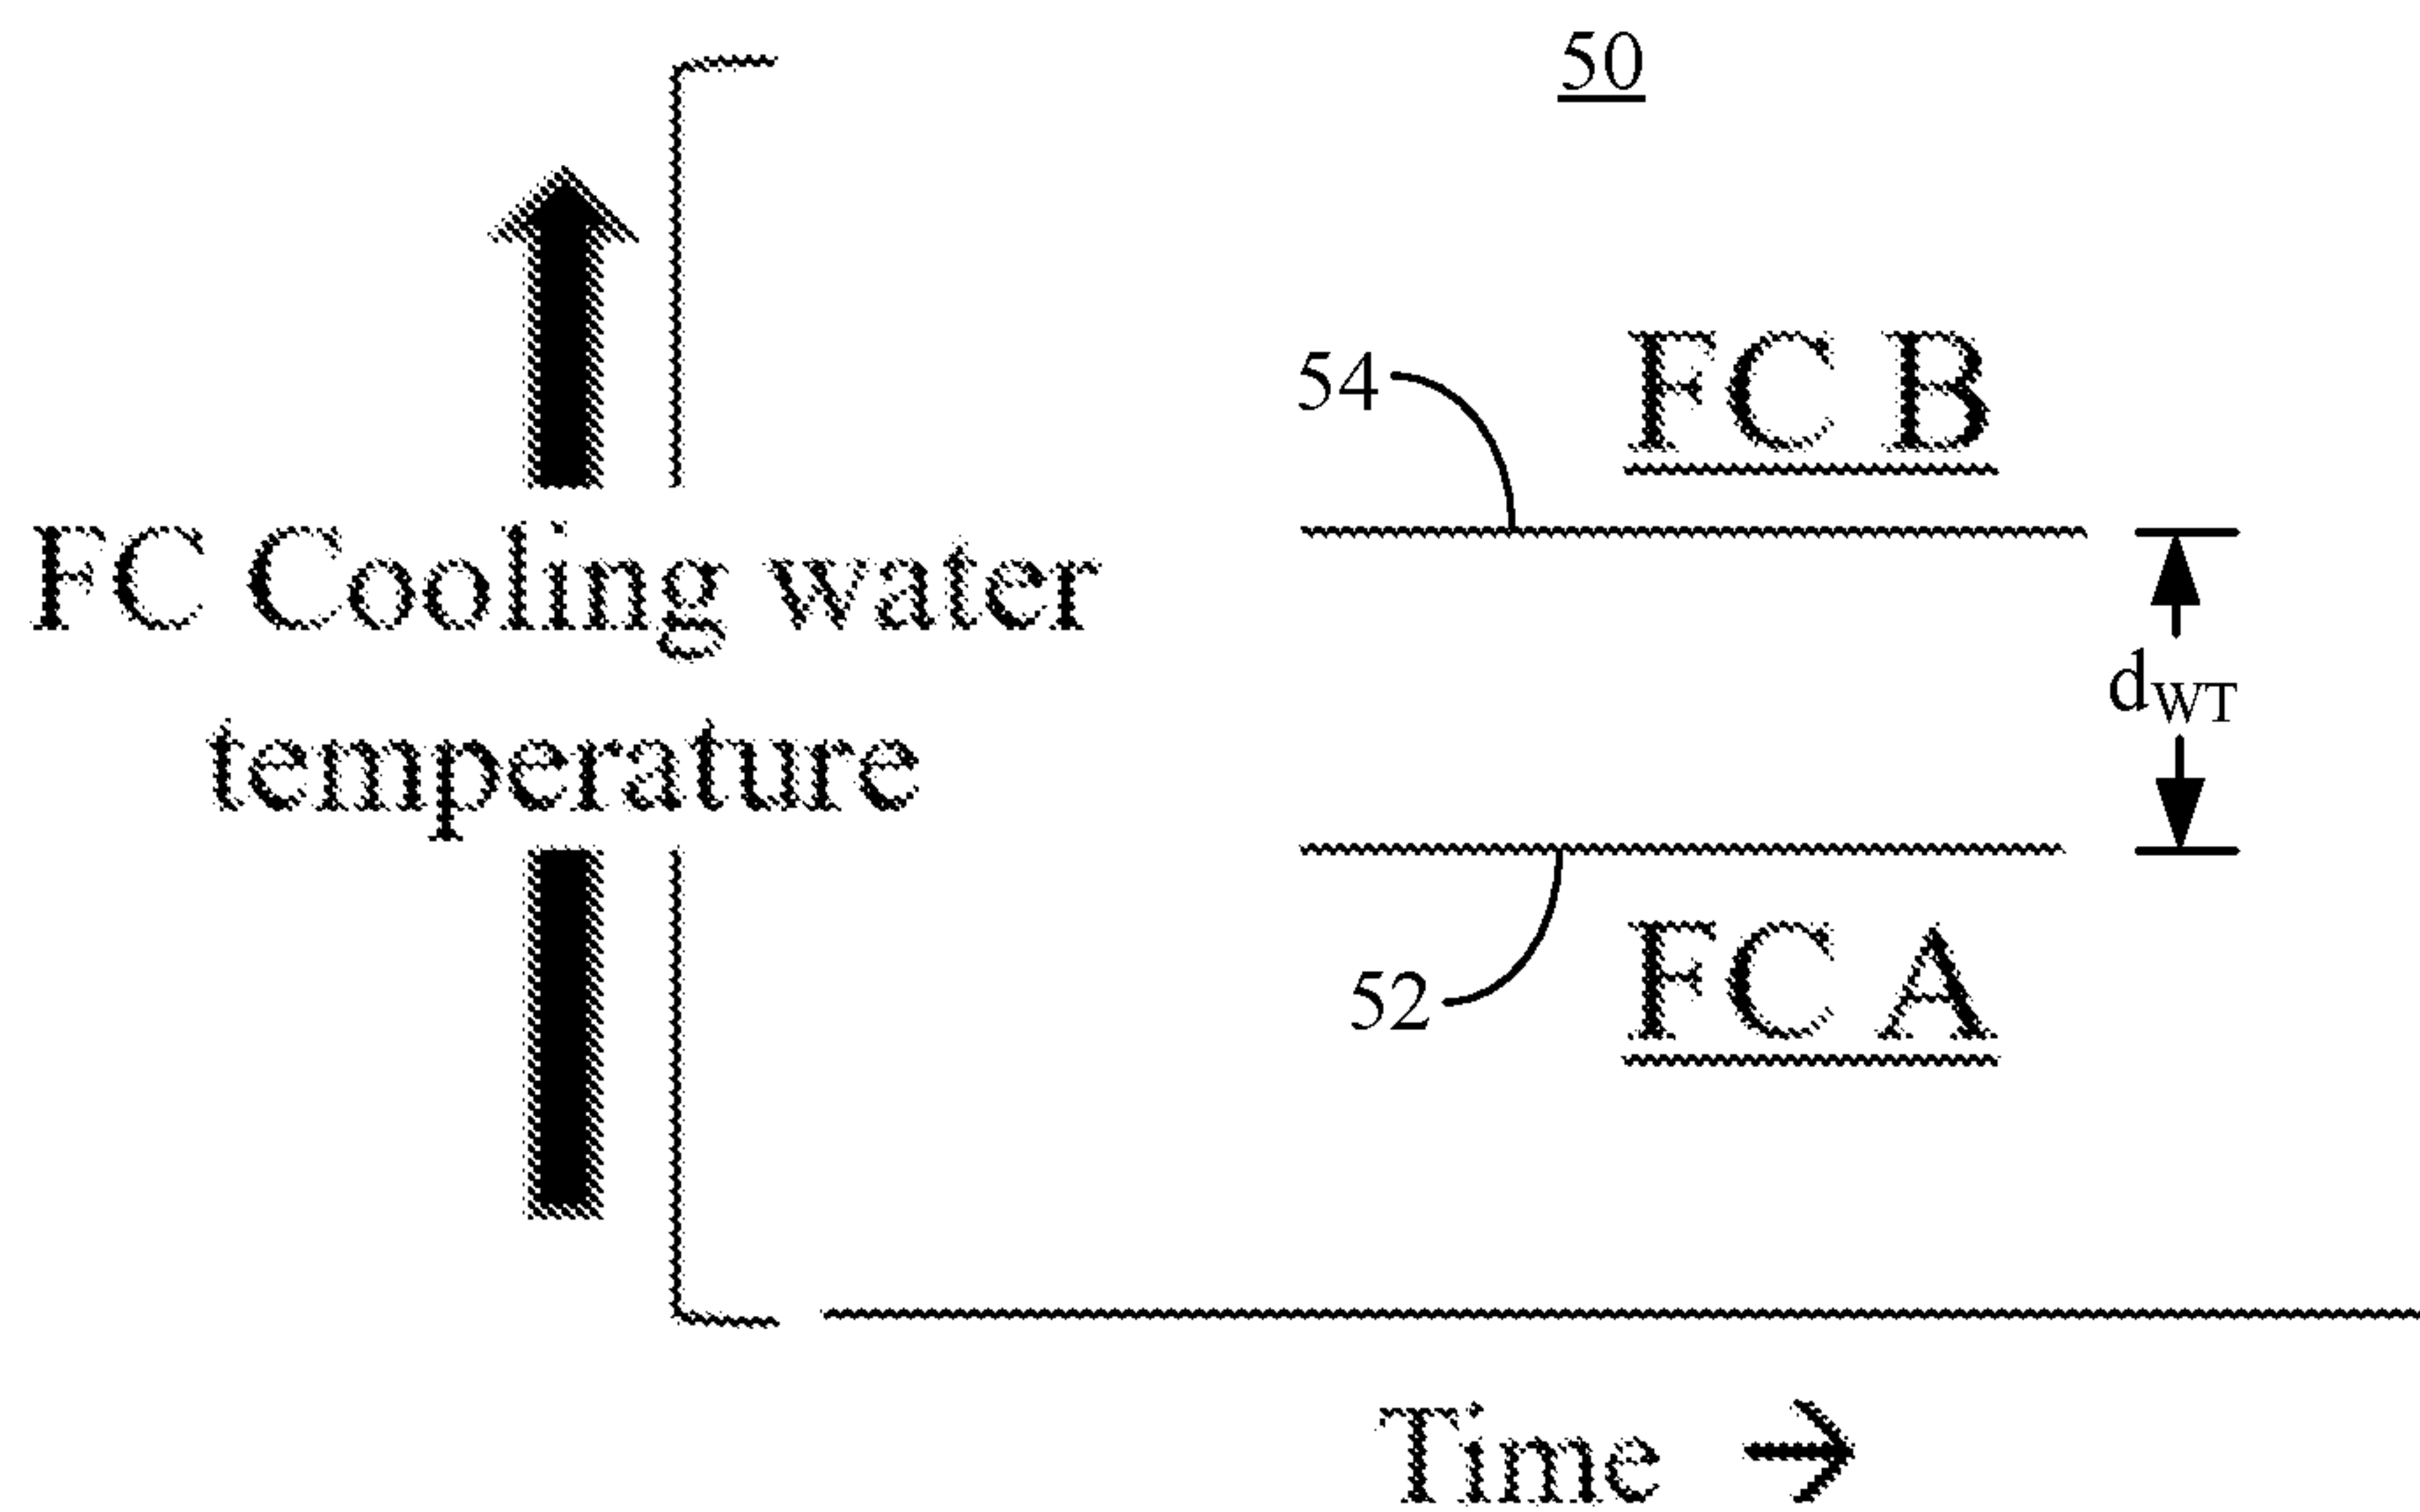 50
54
FC B
FC Cooling water
temperature
dWT
52
FC A
Time →